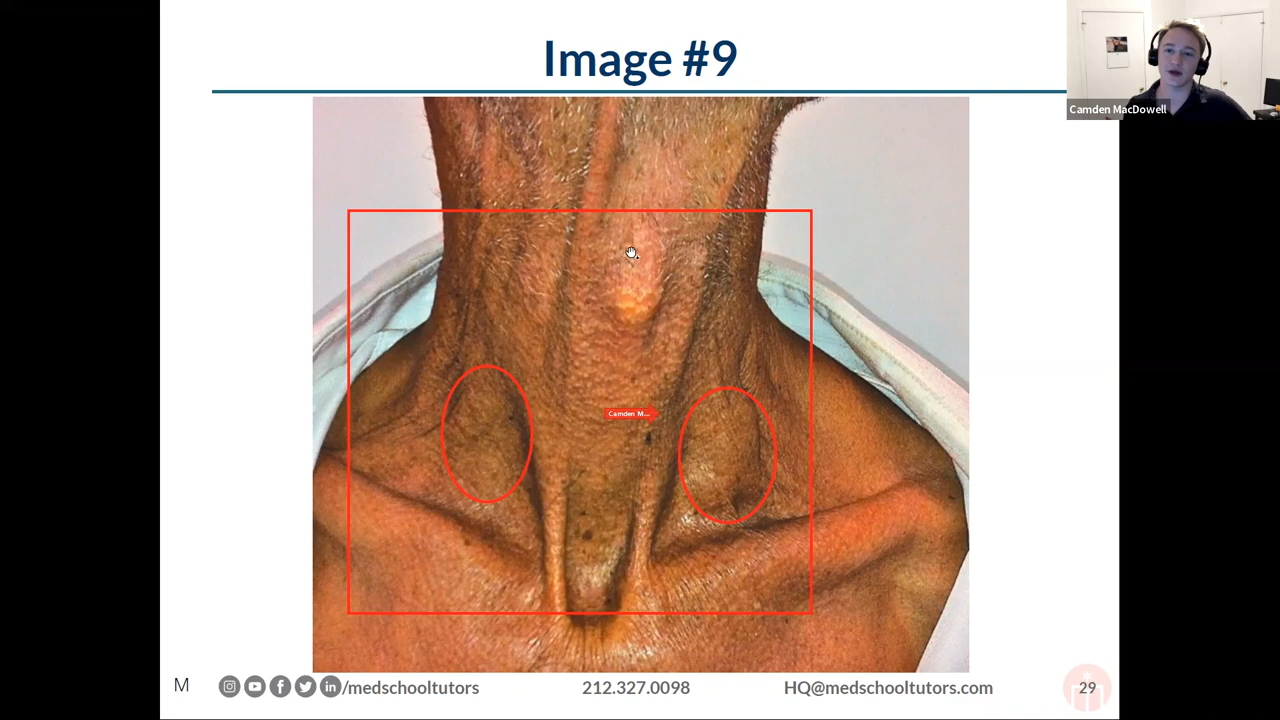 Image #9
Camden MacDowell
Camden M...
M
/medschooltutors
212.327.0098
HQ@medschooltutors.com
29